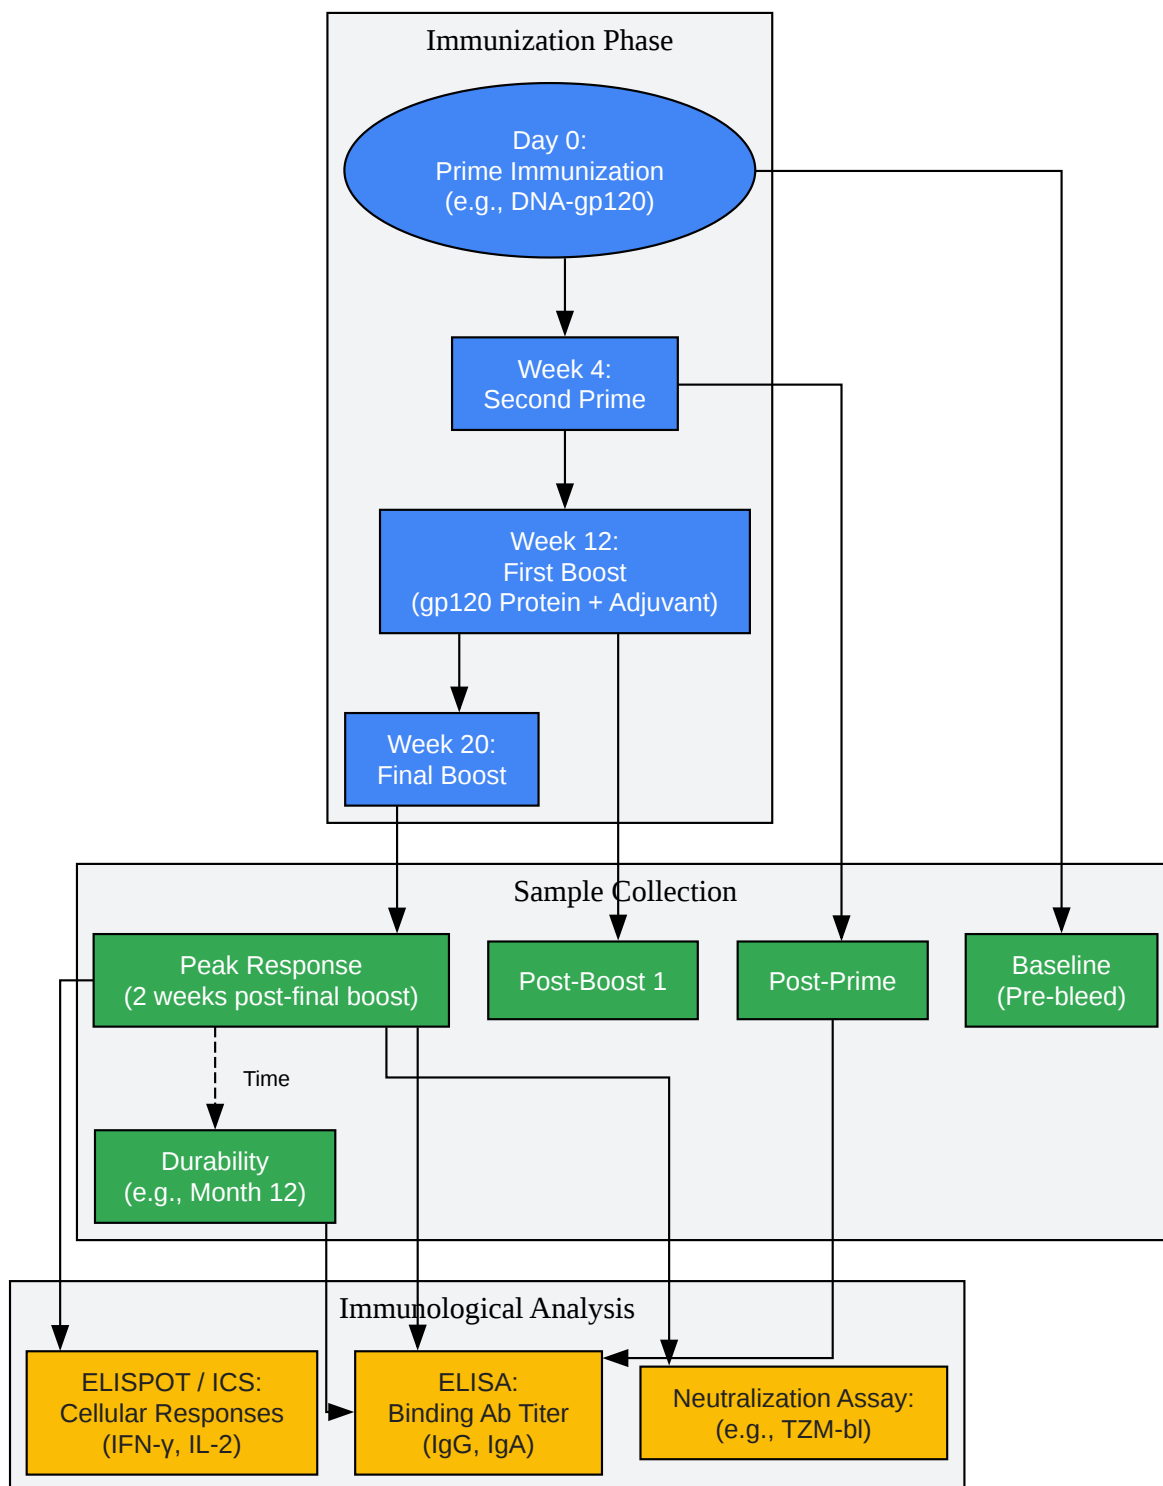 Immunization Phase
Day 0:
Prime Immunization
(e.g., DNA-gp120)
Week 4:
Second Prime
Week 12:
First Boost
(gp120 Protein + Adjuvant)
Week 20:
Final Boost
Sample Collection
Peak Response
(2 weeks post-final boost)
Post-Boost 1
Post-Prime
Baseline
(Pre-bleed)
Time
Durability
(e.g., Month 12)
Immunological Analysis
ELISPOT / ICS:
Cellular Responses
(IFN-γ, IL-2)
ELISA:
Binding Ab Titer
(IgG, IgA)
Neutralization Assay:
(e.g., TZM-bl)